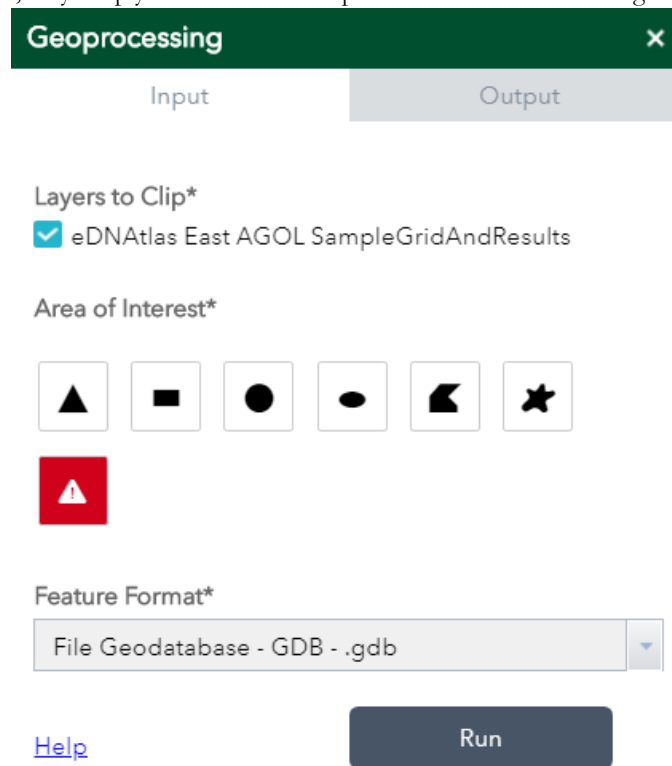 Geoprocessing
Input Output
Layers to Clip*
eDNAtlas East AGOL SampleGridAndResults
Area of Interest*
Feature Format*
File Geodatabase - GDB - .gdb
Help Run